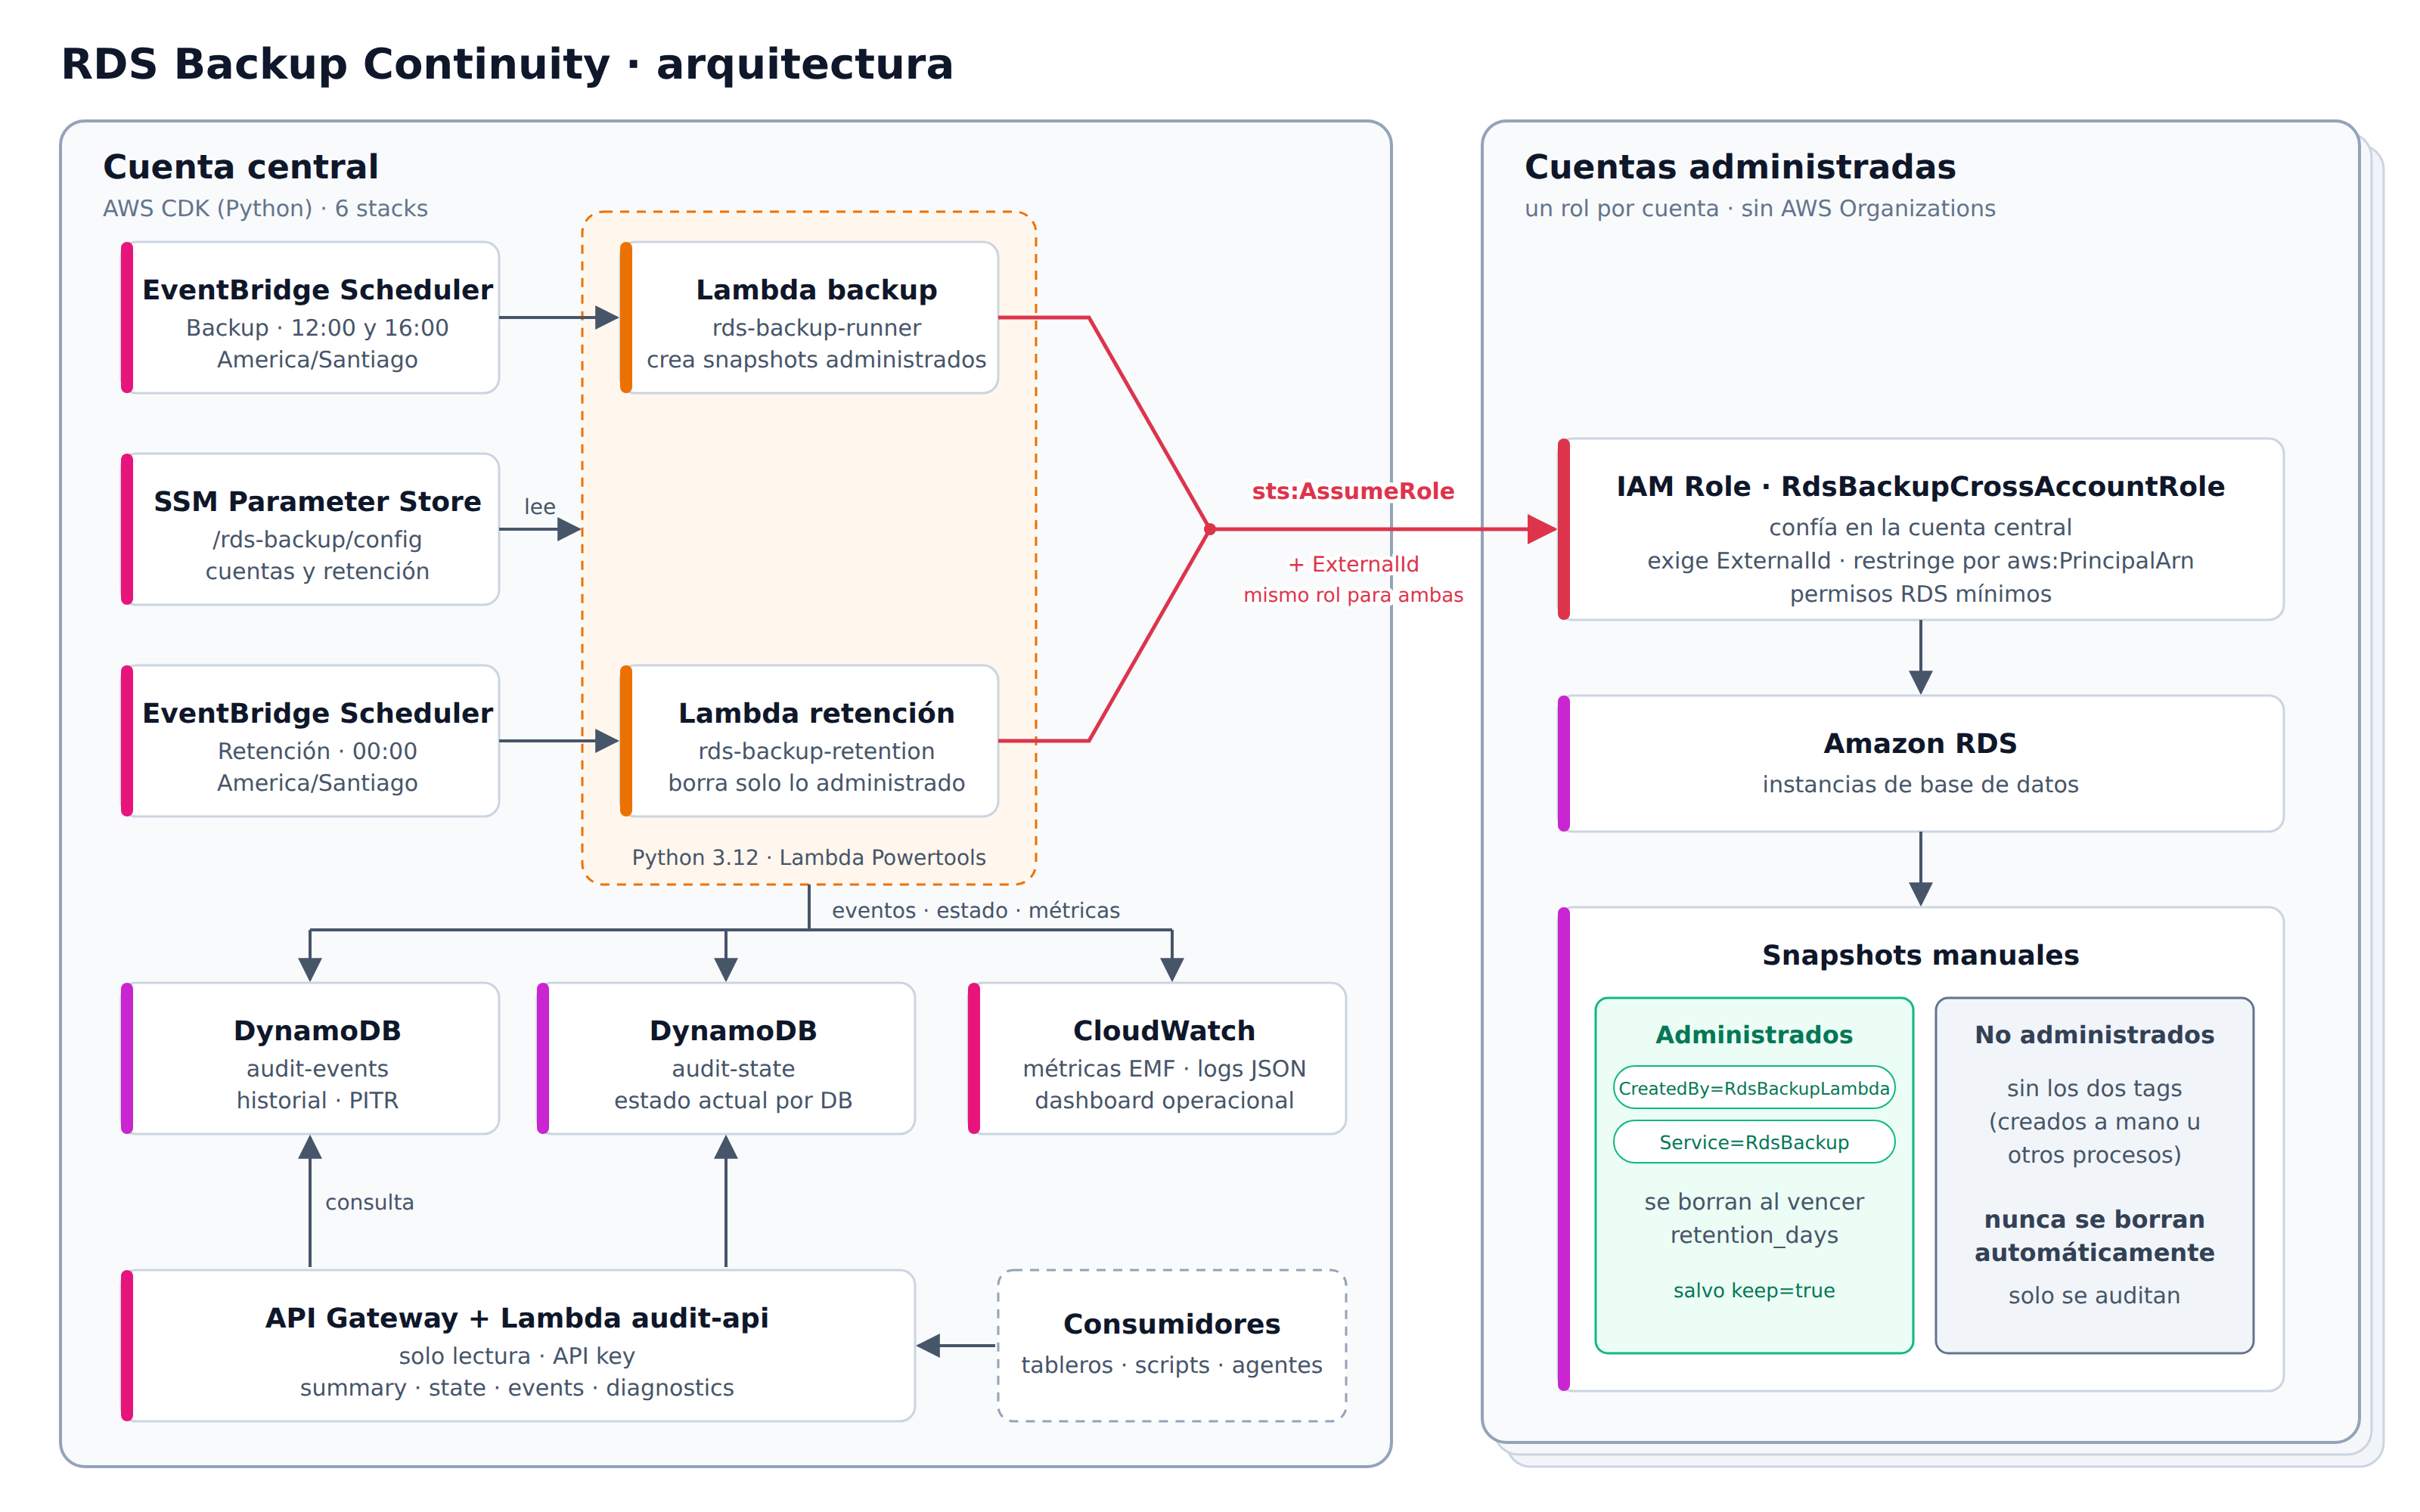 RDS Backup Continuity · arquitectura
Cuenta central
AWS CDK (Python) · 6 stacks
EventBridge Scheduler
Backup · 12:00 y 16:00
America/Santiago
Lambda backup
rds-backup-runner
crea snapshots administrados
SSM Parameter Store
/rds-backup/config
cuentas y retención
lee
EventBridge Scheduler
Retención · 00:00
America/Santiago
Lambda retención
rds-backup-retention
borra solo lo administrado
Python 3.12 · Lambda Powertools
sts:AssumeRole
+ ExternalId
mismo rol para ambas
eventos · estado · métricas
DynamoDB
audit-events
historial · PITR
DynamoDB
audit-state
estado actual por DB
CloudWatch
métricas EMF · logs JSON
dashboard operacional
consulta
API Gateway + Lambda audit-api
solo lectura · API key
summary · state · events · diagnostics
Consumidores
tableros · scripts · agentes
Cuentas administradas
un rol por cuenta · sin AWS Organizations
IAM Role · RdsBackupCrossAccountRole
confía en la cuenta central
exige ExternalId · restringe por aws:PrincipalArn
permisos RDS mínimos
Amazon RDS
instancias de base de datos
Snapshots manuales
Administrados
CreatedBy=RdsBackupLambda
Service=RdsBackup
se borran al vencer
retention_days
salvo keep=true
No administrados
sin los dos tags
(creados a mano u
otros procesos)
nunca se borran
automáticamente
solo se auditan